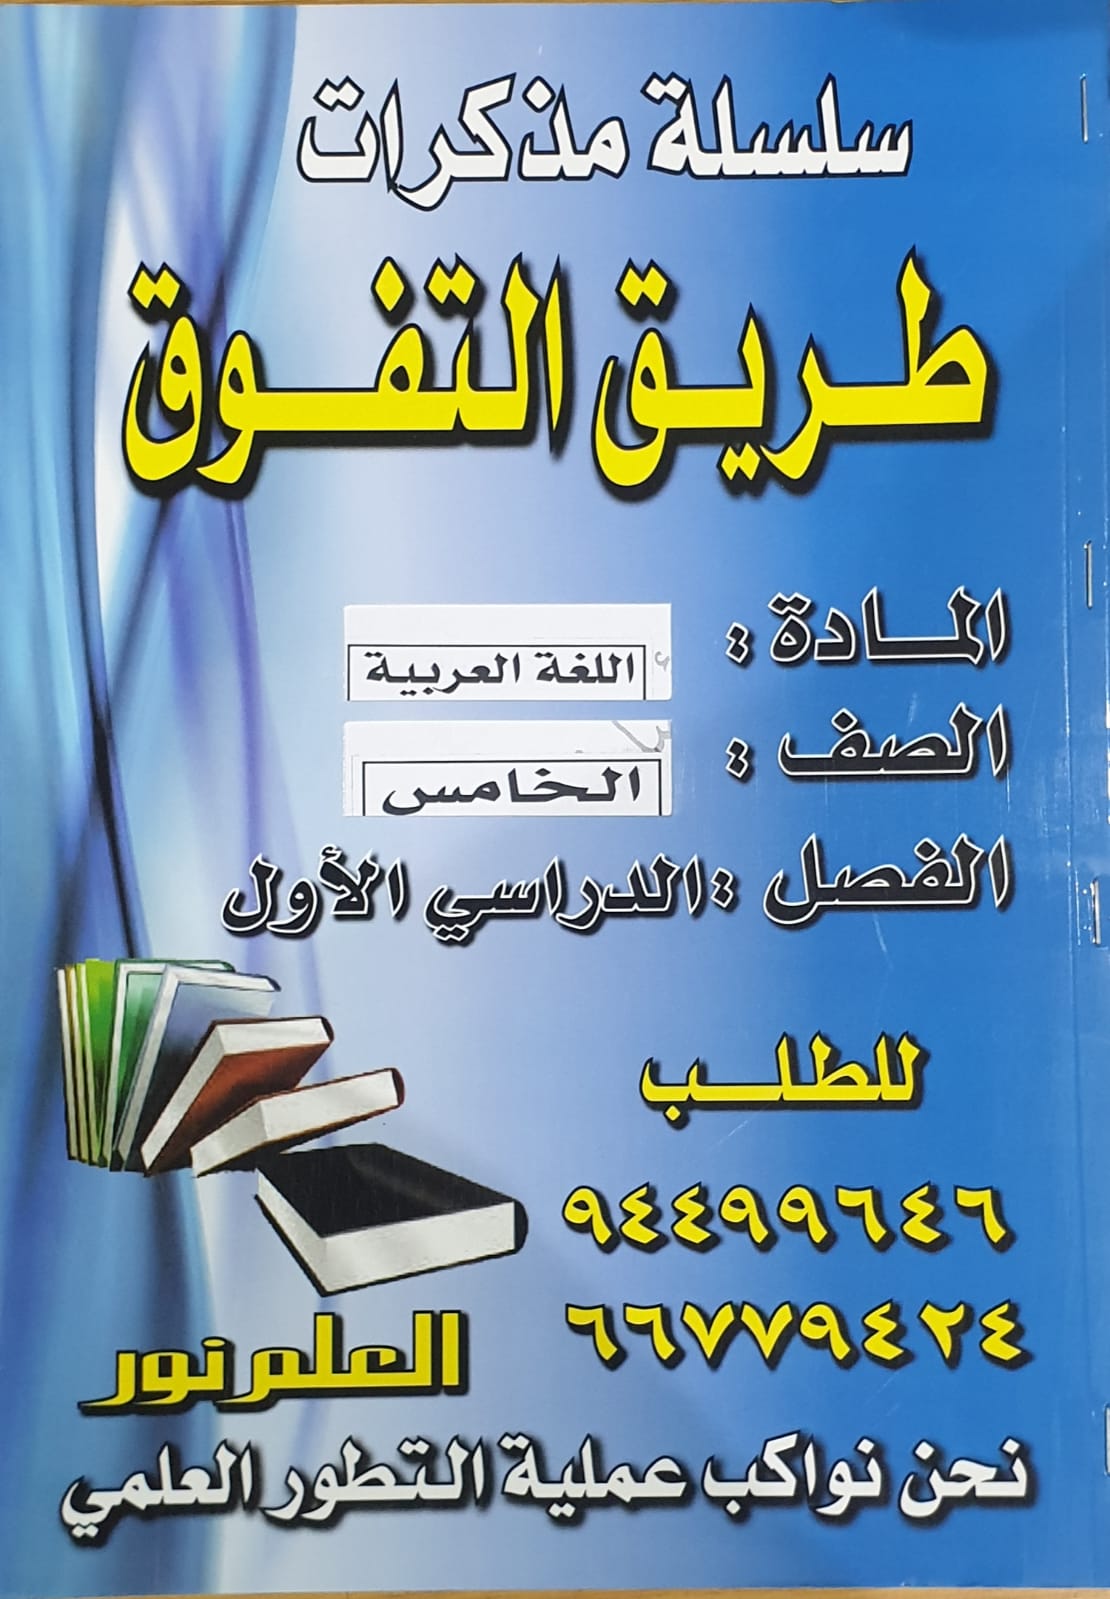 سلسلة مذكرات
طريق التفوق
المادة :
اللغة العربية
الصف :
الخامس
الفصل : الدراسي الأول
للطلب
٩٤٤٩٩٦٤٦
٦٦٧٧٩٤٢٤
العلم نور
نحن نواكب عملية التطور العلمي